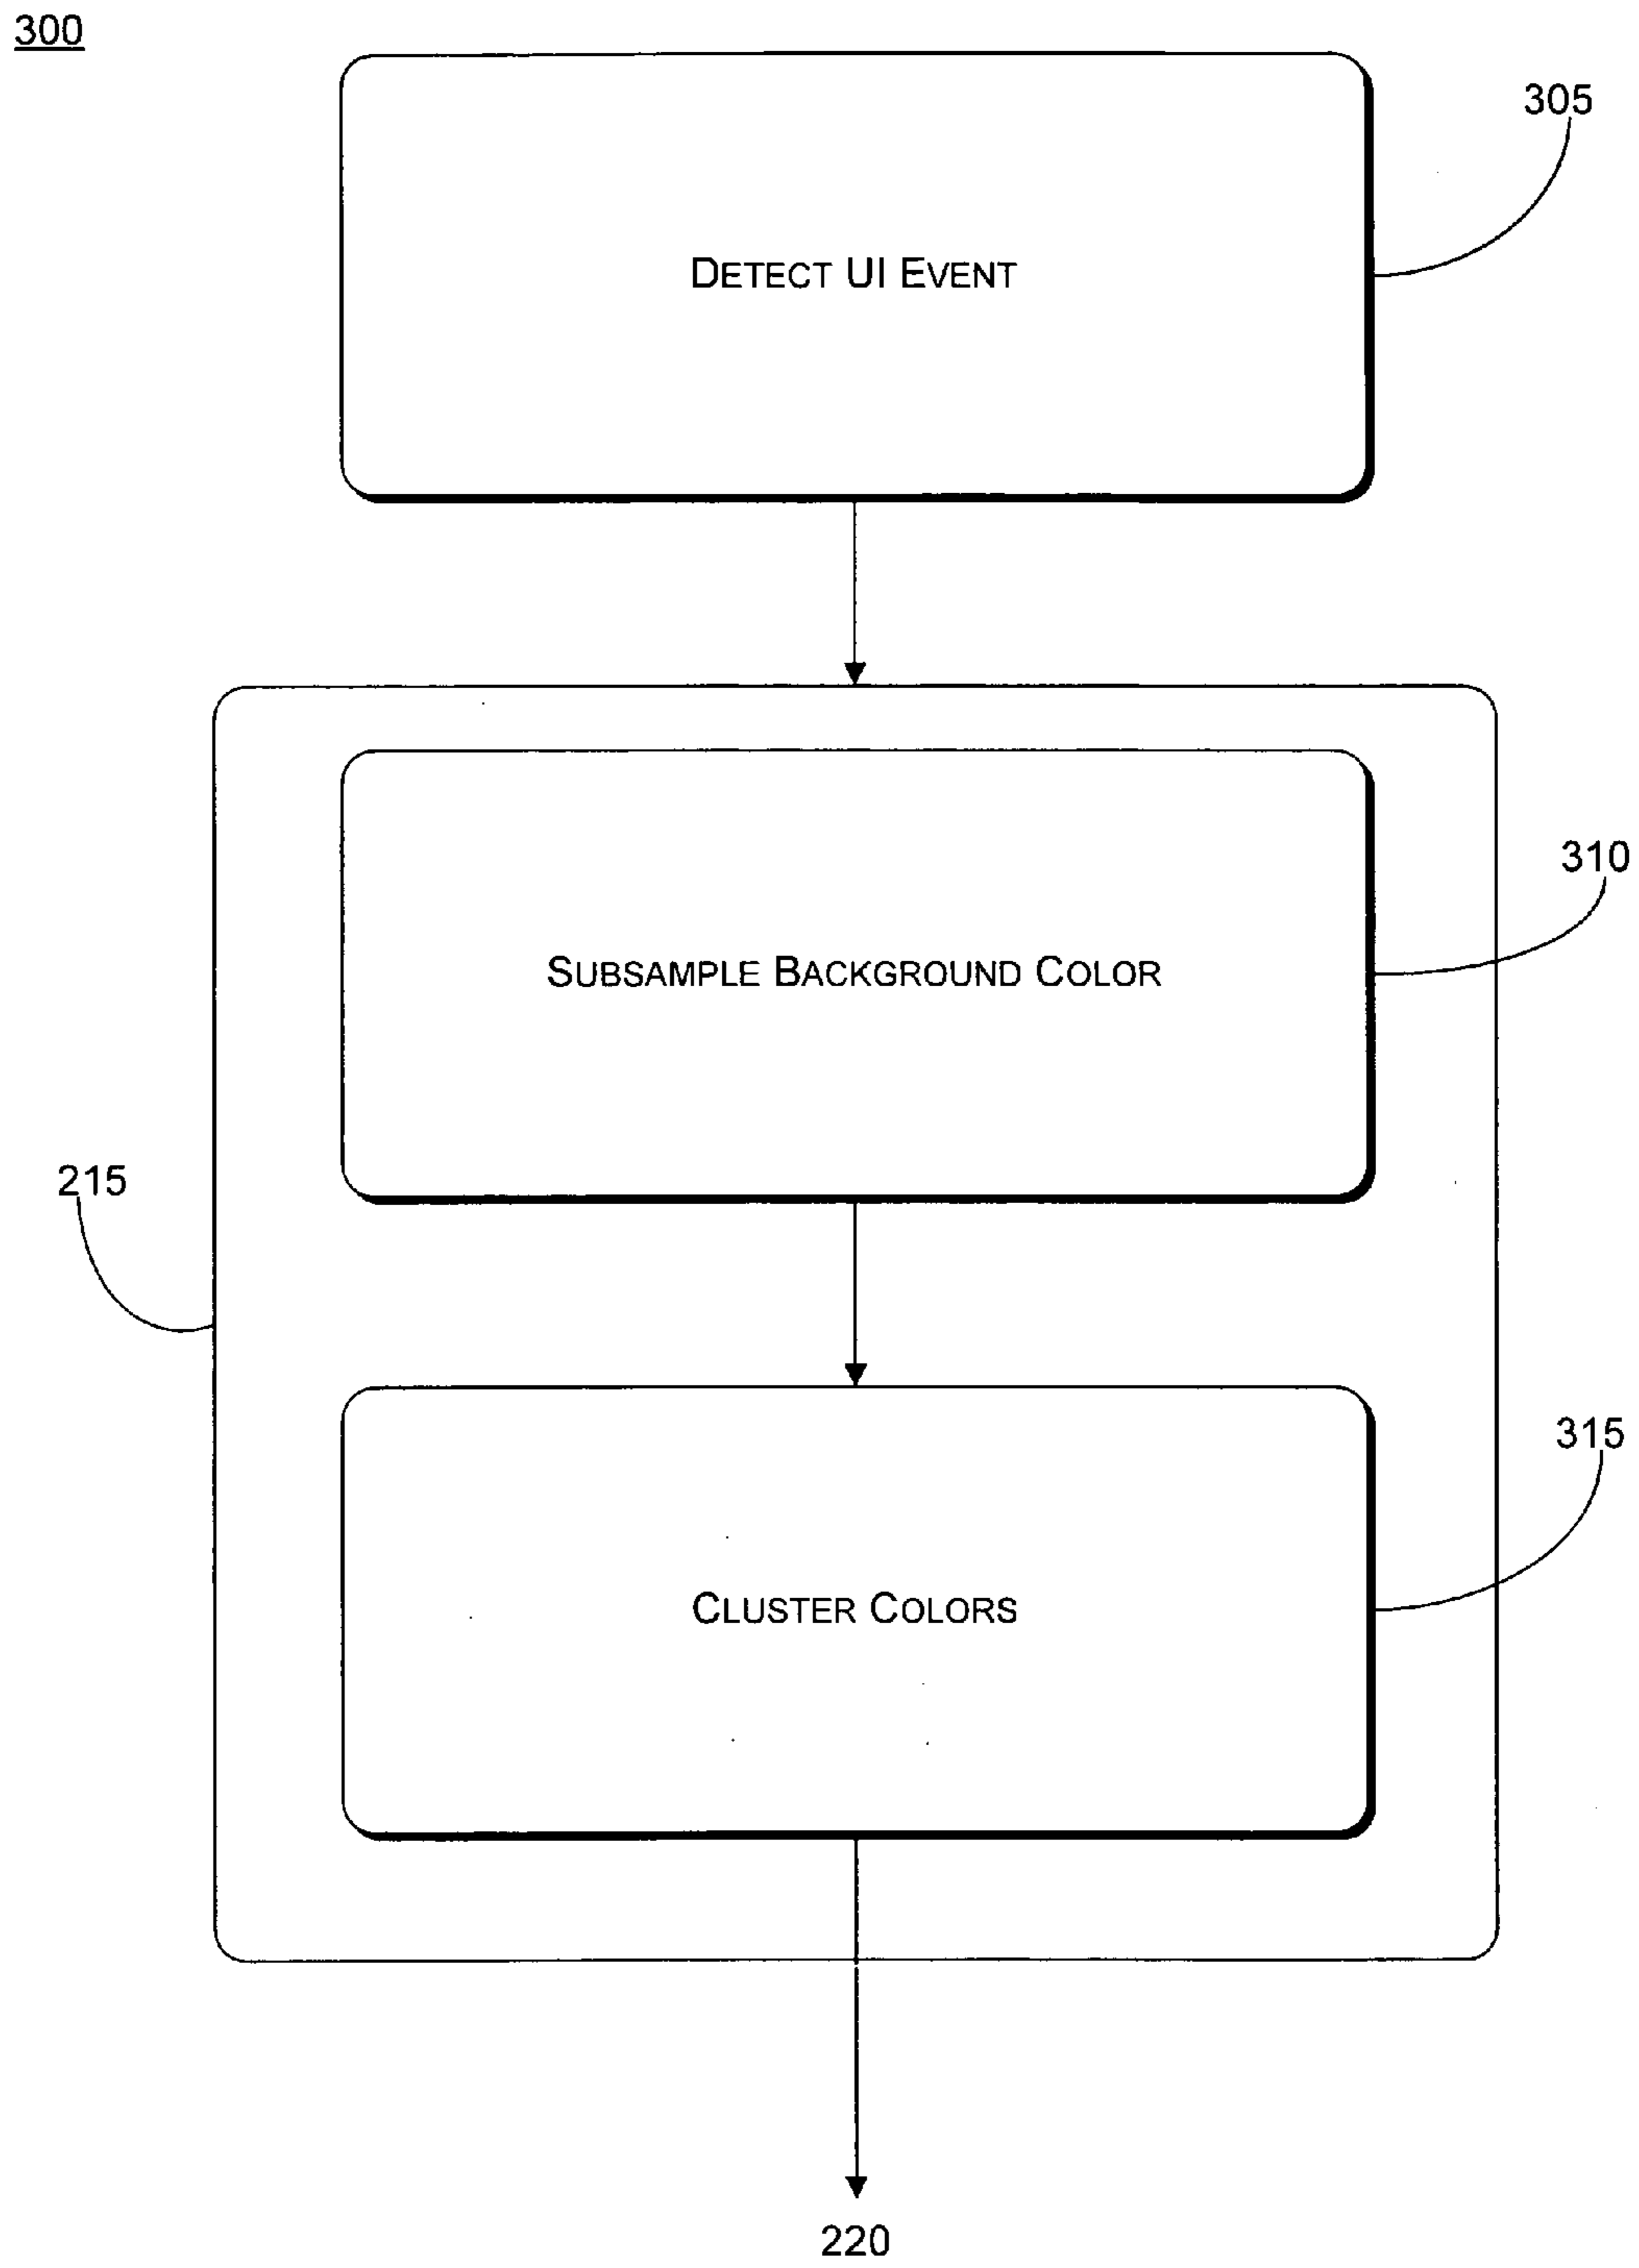 300
305
DETECT UI EVENT
310
SUBSAMPLE BACKGROUND COLOR
215
315
CLUSTER COLORS
220